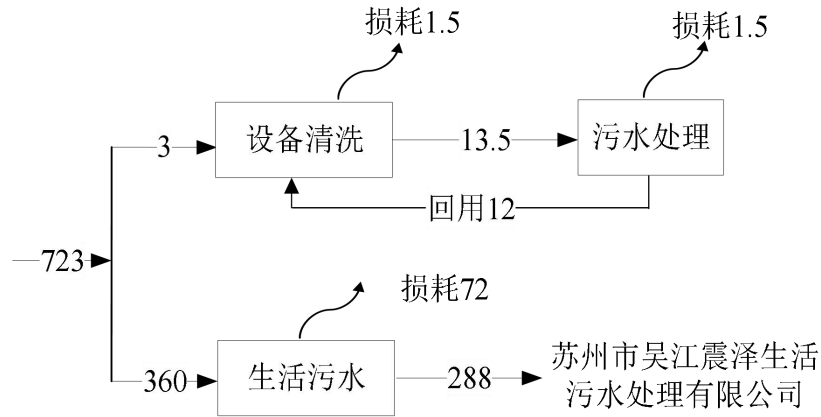 损耗1.5
损耗1.5
3
设备清洗
13.5
污水处理
回用12
723
损耗72
360
生活污水
288
苏州市吴江震泽生活
污水处理有限公司